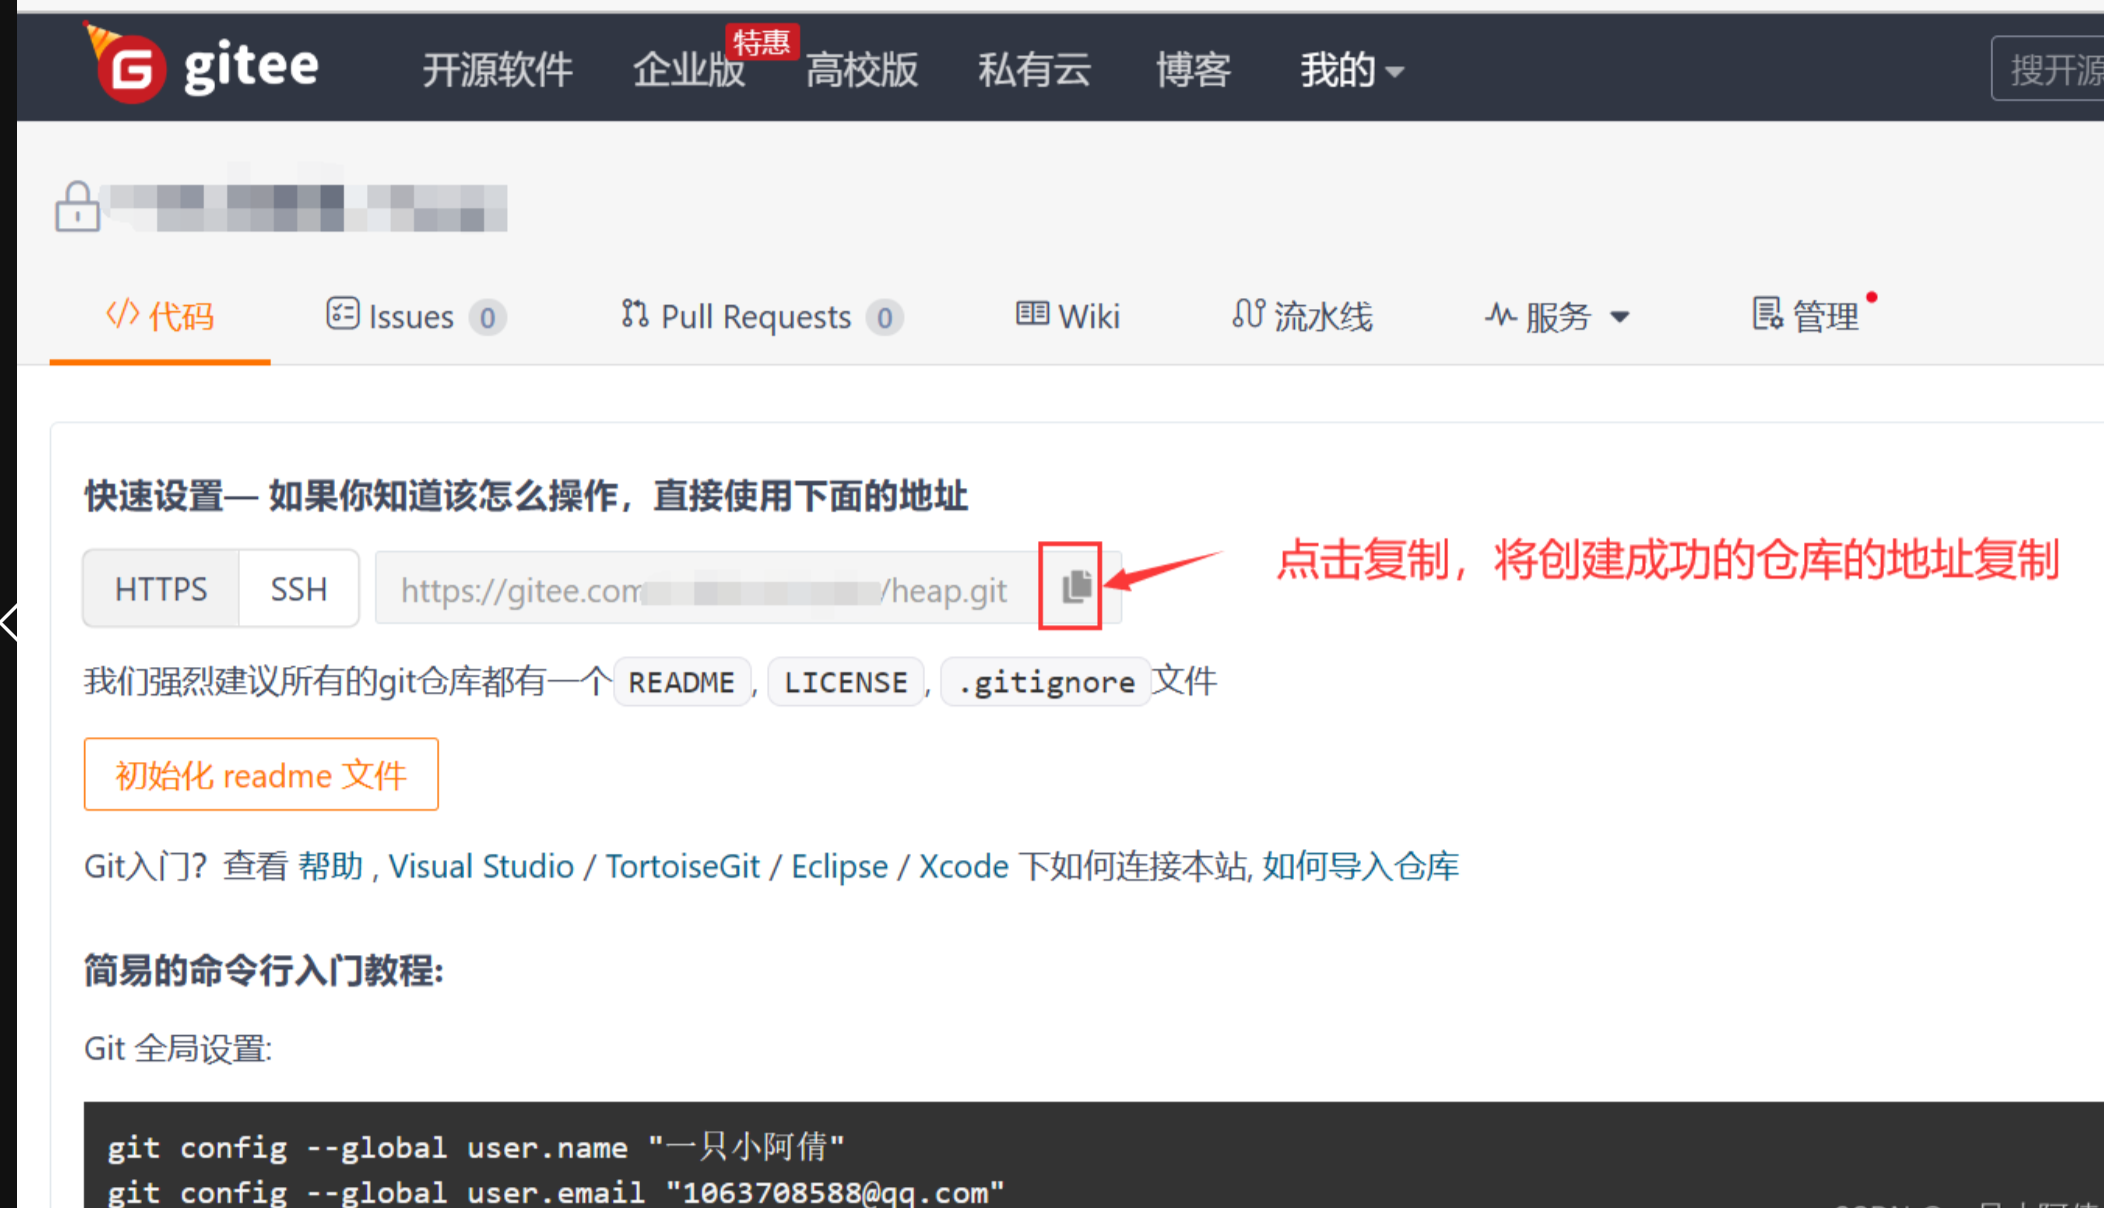 gitee 开源软件 企业版 特惠 高校版 私有云 博客 我的 搜开源
代码 Issues 0 Pull Requests 0 Wiki 流水线 服务 管理
快速设置— 如果你知道该怎么操作，直接使用下面的地址
HTTPS SSH https://gitee.com /heap.git
点击复制，将创建成功的仓库的地址复制
我们强烈建议所有的git仓库都有一个 README , LICENSE , .gitignore 文件
初始化 readme 文件
Git入门？查看 帮助 , Visual Studio / TortoiseGit / Eclipse / Xcode 下如何连接本站, 如何导入仓库
简易的命令行入门教程:
Git 全局设置:
git config --global user.name "一只小阿倩"
git config --global user.email "1063708588@qq.com"